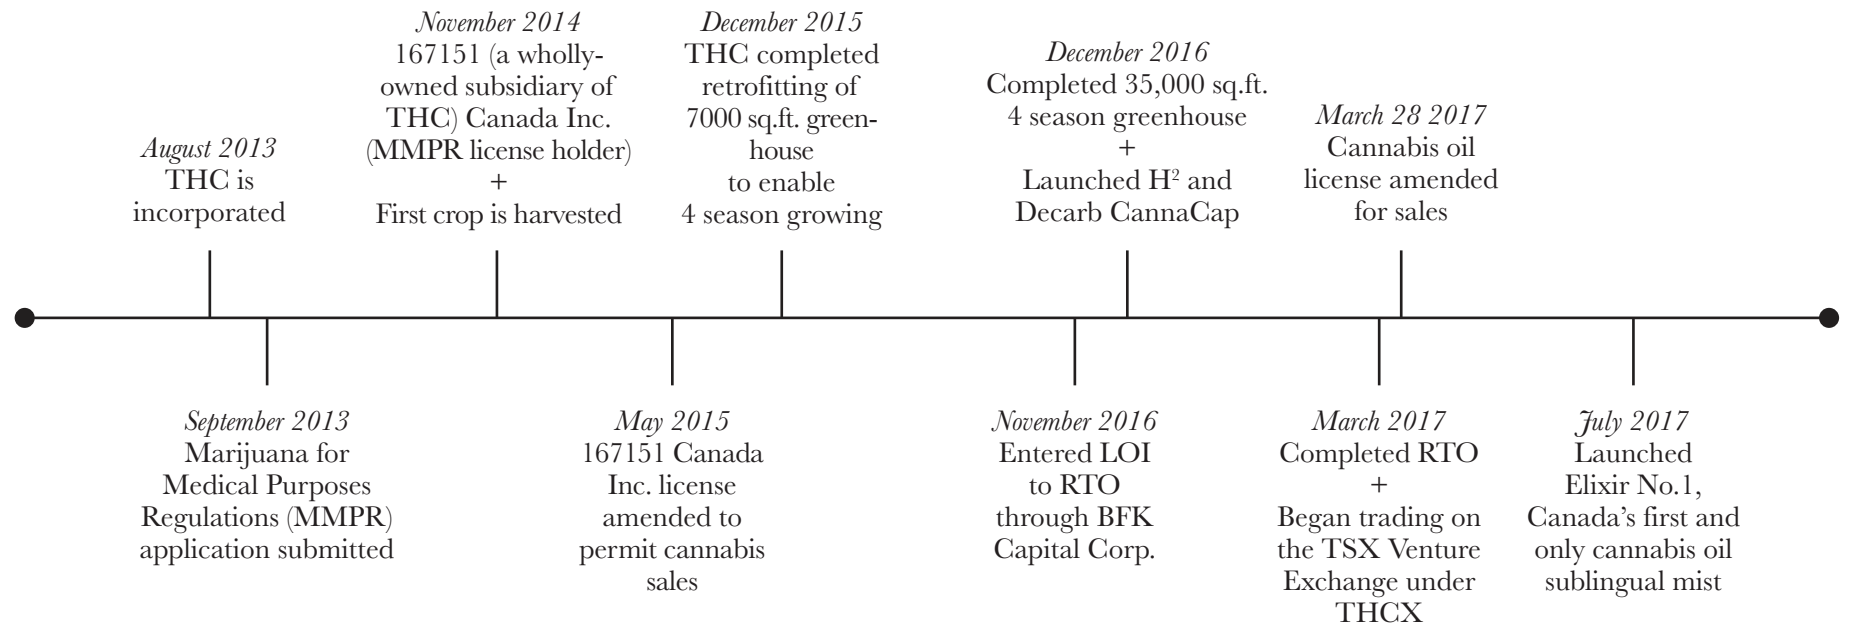 August 2013
THC is
incorporated
September 2013
Marijuana for
Medical Purposes
Regulations (MMPR)
application submitted
November 2014
167151 (a wholly-
owned subsidiary of
THC) Canada Inc.
(MMPR license holder)
+
First crop is harvested
May 2015
167151 Canada
Inc. license
amended to
permit cannabis
sales
December 2015
THC completed
retrofitting of
7000 sq.ft. green-
house
to enable
4 season growing
November 2016
Entered LOI
to RTO
through BFK
Capital Corp.
December 2016
Completed 35,000 sq.ft.
4 season greenhouse
+
Launched H² and
Decarb CannaCap
March 2017
Completed RTO
+
Began trading on
the TSX Venture
Exchange under
THCX
March 28 2017
Cannabis oil
license amended
for sales
July 2017
Launched
Elixir No.1,
Canada’s first and
only cannabis oil
sublingual mist